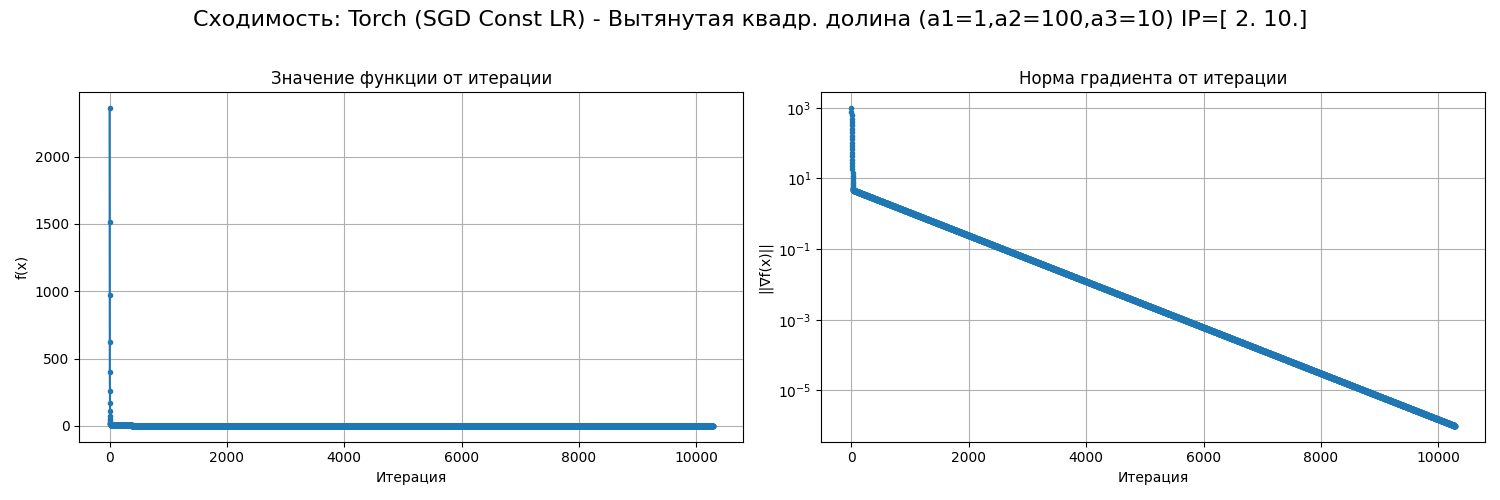 Сходимость: Torch (SGD Const LR) - Вытянутая квадр. долина (a1=1,a2=100,a3=10) IP=[ 2. 10.]
Значение функции от итерации
f(x)
2000
1500
1000
500
0
0 2000 4000 6000 8000 10000
Итерация
Норма градиента от итерации
||∇f(x)||
10³
10¹
10⁻¹
10⁻³
10⁻⁵
0 2000 4000 6000 8000 10000
Итерация